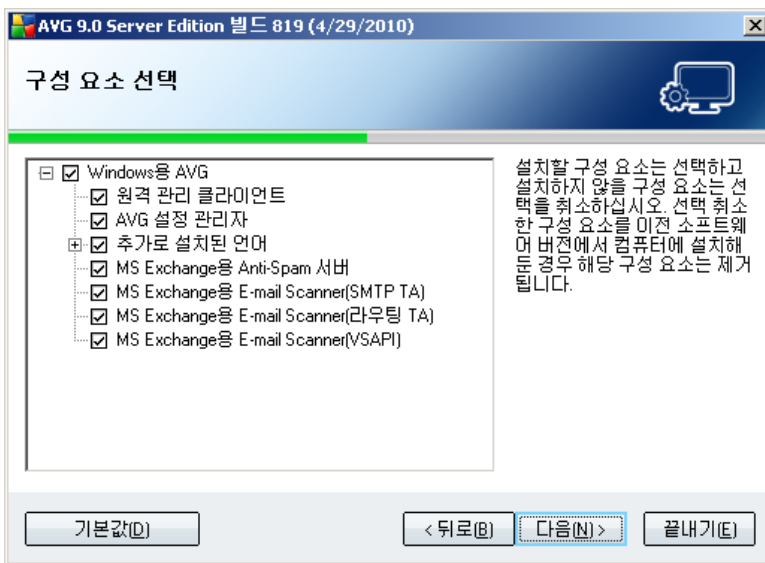 AVG 9.0 Server Edition 빌드 819 (4/29/2010)
구성 요소 선택
Windows용 AVG
원격 관리 클라이언트
AVG 설정 관리자
추가로 설치된 언어
MS Exchange용 Anti-Spam 서버
MS Exchange용 E-mail Scanner(SMTP TA)
MS Exchange용 E-mail Scanner(라우팅 TA)
MS Exchange용 E-mail Scanner(VSAPI)
설치할 구성 요소는 선택하고
설치하지 않을 구성 요소는 선
택을 취소하십시오. 선택 취소
한 구성 요소를 이전 소프트웨
어 버전에서 컴퓨터에 설치해
둔 경우 해당 구성 요소는 제거
됩니다.
기본값(D)
< 뒤로(B)
다음(N) >
끝내기(E)